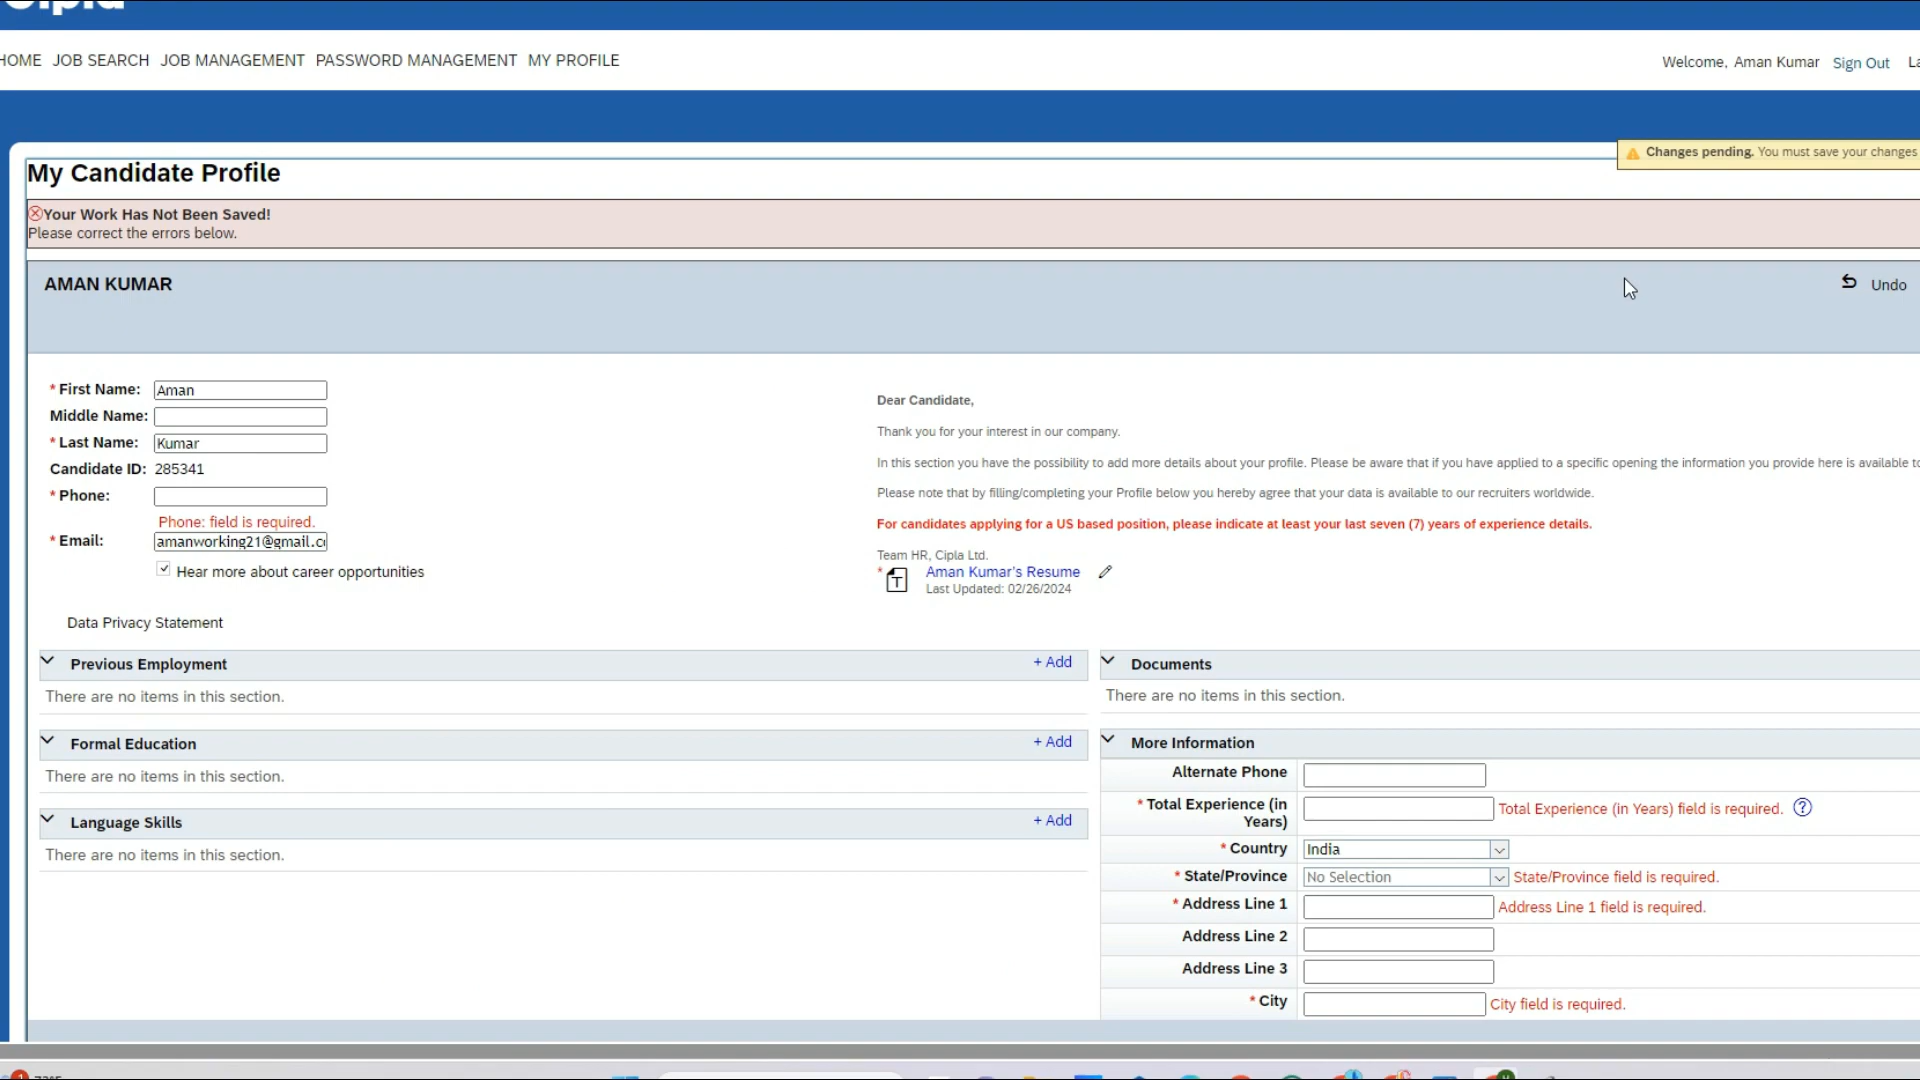 HOME JOB SEARCH JOB MANAGEMENT PASSWORD MANAGEMENT MY PROFILE
Welcome, Aman Kumar Sign Out
Changes pending. You must save your changes
My Candidate Profile
Your Work Has Not Been Saved!
Please correct the errors below.
AMAN KUMAR
Undo
* First Name: Aman
Middle Name:
* Last Name: Kumar
Candidate ID: 285341
* Phone:
Phone: field is required.
* Email: amanworking21@gmail.c
Hear more about career opportunities
Data Privacy Statement
Dear Candidate,
Thank you for your interest in our company.
In this section you have the possibility to add more details about your profile. Please be aware that if you have applied to a specific opening the information you provide here is available to
Please note that by filling/completing your Profile below you hereby agree that your data is available to our recruiters worldwide.
For candidates applying for a US based position, please indicate at least your last seven (7) years of experience details.
Team HR, Cipla Ltd.
* T Aman Kumar's Resume
Last Updated: 02/26/2024
Previous Employment + Add
There are no items in this section.
Formal Education + Add
There are no items in this section.
Language Skills + Add
There are no items in this section.
Documents
There are no items in this section.
More Information
Alternate Phone
* Total Experience (in Years) Total Experience (in Years) field is required. ?
* Country India
* State/Province No Selection State/Province field is required.
* Address Line 1 Address Line 1 field is required.
Address Line 2
Address Line 3
* City City field is required.